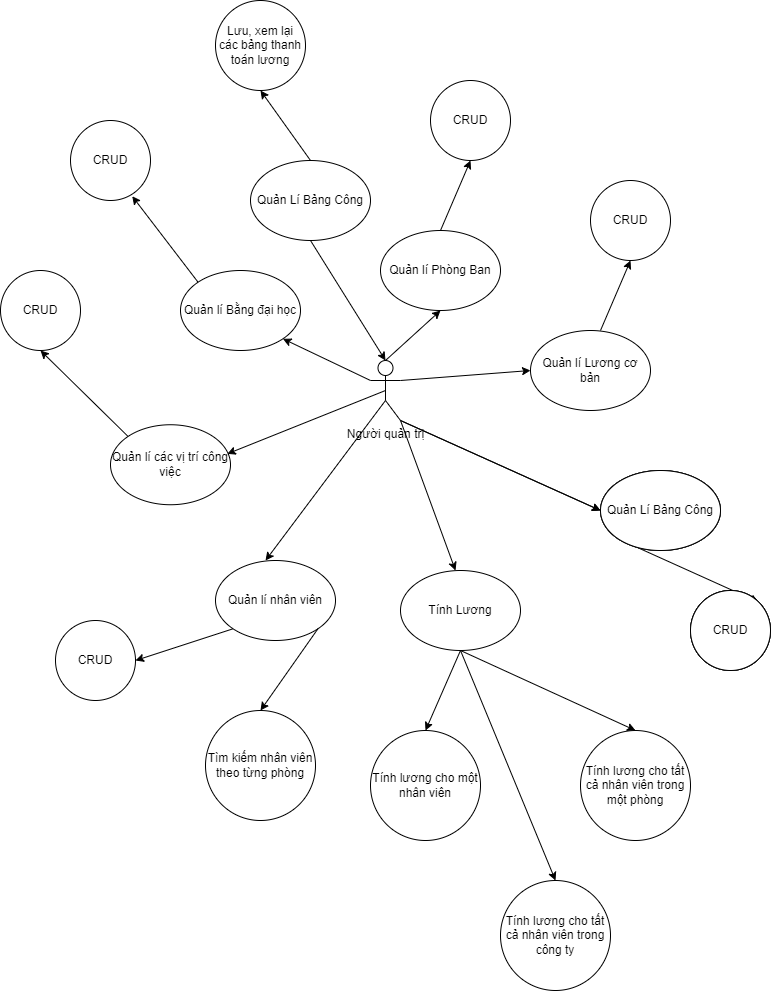 Lưu, xem lại
các bảng thanh
toán lương
CRUD
CRUD
Quản Lí Bảng Công
CRUD
Quản lí Phòng Ban
CRUD
Quản lí Bằng đại học
Quản lí Lương cơ
bản
Người quản trị
Quản lí các vị trí công
việc
Quản Lí Bảng Công
Quản lí nhân viên
Tính Lương
CRUD
CRUD
Tìm kiếm nhân viên
theo từng phòng
Tính lương cho một
nhân viên
Tính lương cho tất
cả nhân viên trong
một phòng
Tính lương cho tất
cả nhân viên trong
công ty